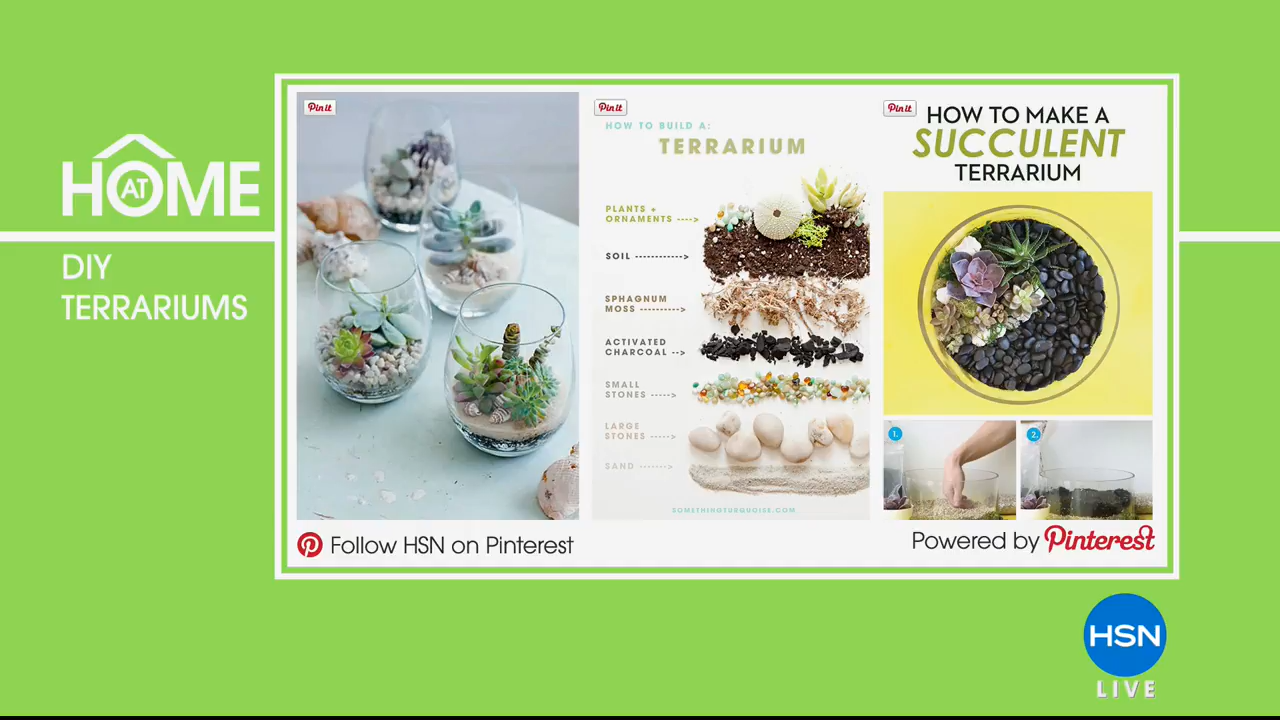 AT HOME
DIY
TERRARIUMS
Pin it
Pin it
HOW TO BUILD A:
TERRARIUM
PLANTS +
ORNAMENTS ---->
SOIL ----------->
SPHAGNUM
MOSS ---------->
ACTIVATED
CHARCOAL -->
SMALL
STONES ----->
LARGE
STONES ----->
SAND ------->
SOMETHINGTURQUOISE.COM
Pin it
HOW TO MAKE A
SUCCULENT
TERRARIUM
1.
2.
Follow HSN on Pinterest
Powered by Pinterest
HSN
LIVE